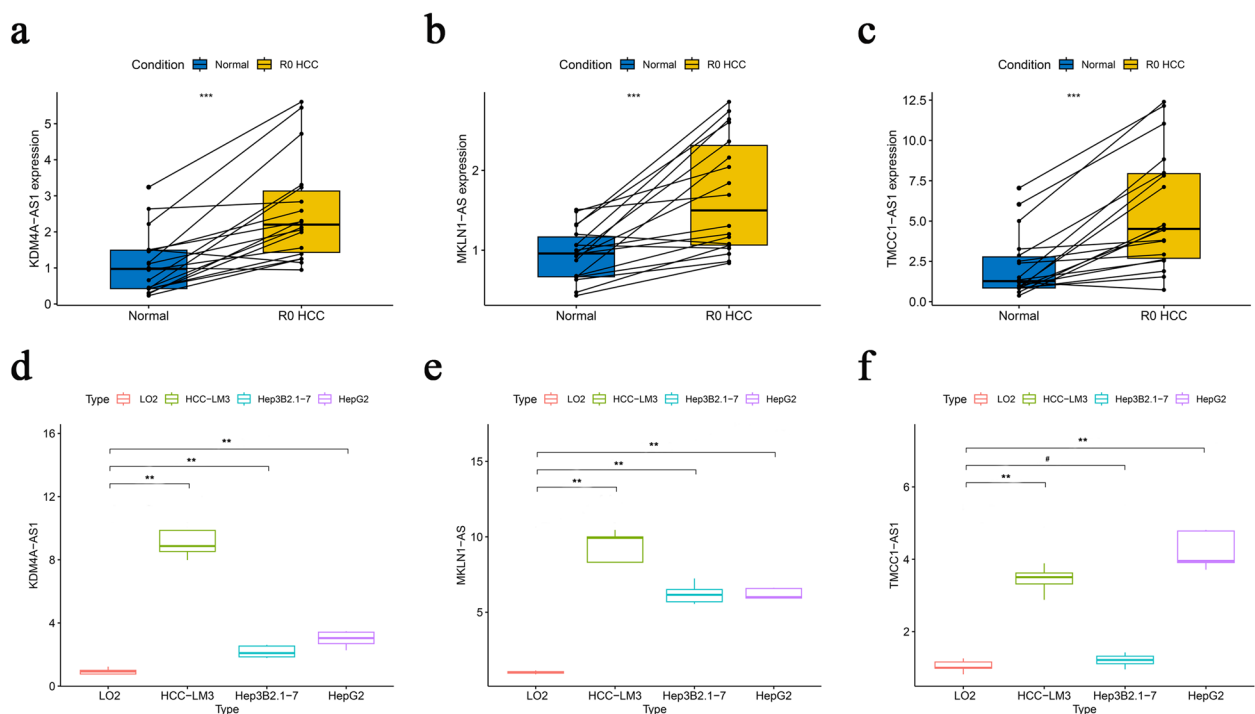 a
Condition Normal R0 HCC
***
KDM4A−AS1 expression
5
4
3
2
1
0
Normal R0 HCC
b
Condition Normal R0 HCC
***
MKLN−AS expression
2
1
Normal R0 HCC
c
Condition Normal R0 HCC
***
TMCC1−AS1 expression
12.5
10.0
7.5
5.0
2.5
0.0
Normal R0 HCC
d
Type LO2 HCC−LM3 Hep3B2.1−7 HepG2
KDM4A−AS1
16
12
8
4
0
**
**
**
LO2 HCC−LM3 Hep3B2.1−7 HepG2
Type
e
Type LO2 HCC−LM3 Hep3B2.1−7 HepG2
MKLN1−AS
15
10
5
**
**
**
LO2 HCC−LM3 Hep3B2.1−7 HepG2
Type
f
Type LO2 HCC−LM3 Hep3B2.1−7 HepG2
TMCC1−AS1
6
4
2
**
#
**
LO2 HCC−LM3 Hep3B2.1−7 HepG2
Type